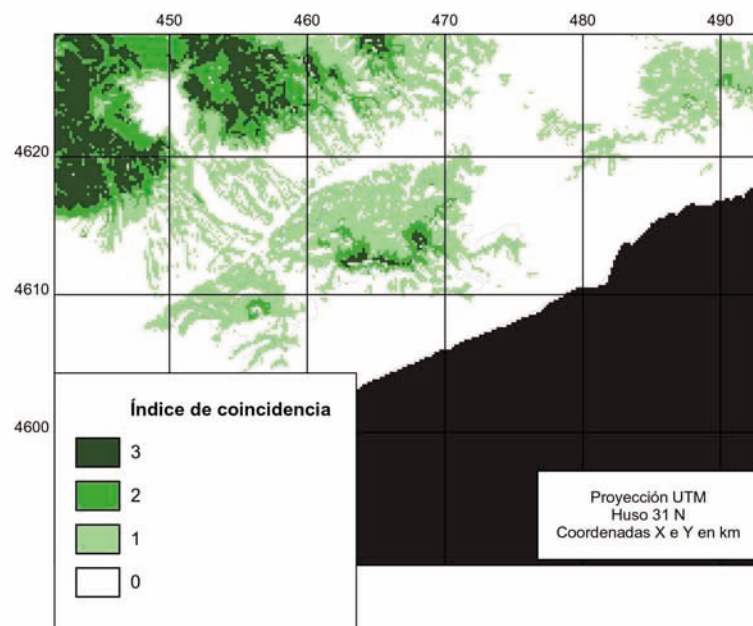 450 460 470 480 490
4620
4610
4600
Índice de coincidencia
3
2
1
0
Proyección UTM
Huso 31 N
Coordenadas X e Y en km